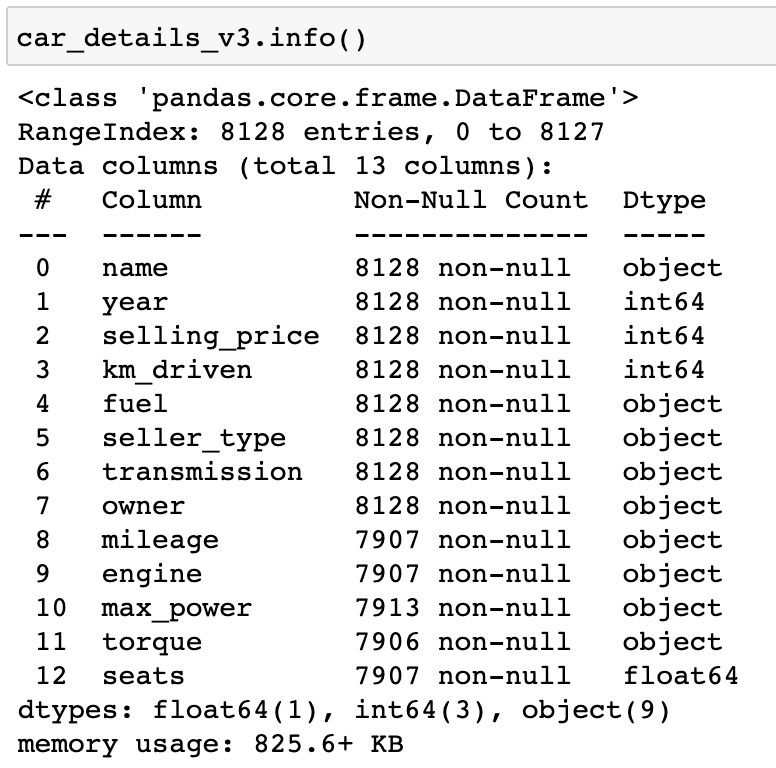 car_details_v3.info()
<class 'pandas.core.frame.DataFrame'>
RangeIndex: 8128 entries, 0 to 8127
Data columns (total 13 columns):
 #   Column         Non-Null Count  Dtype
---  ------         --------------  -----
 0   name           8128 non-null   object
 1   year           8128 non-null   int64
 2   selling_price  8128 non-null   int64
 3   km_driven      8128 non-null   int64
 4   fuel           8128 non-null   object
 5   seller_type    8128 non-null   object
 6   transmission   8128 non-null   object
 7   owner          8128 non-null   object
 8   mileage        7907 non-null   object
 9   engine         7907 non-null   object
 10  max_power      7913 non-null   object
 11  torque         7906 non-null   object
 12  seats          7907 non-null   float64
dtypes: float64(1), int64(3), object(9)
memory usage: 825.6+ KB